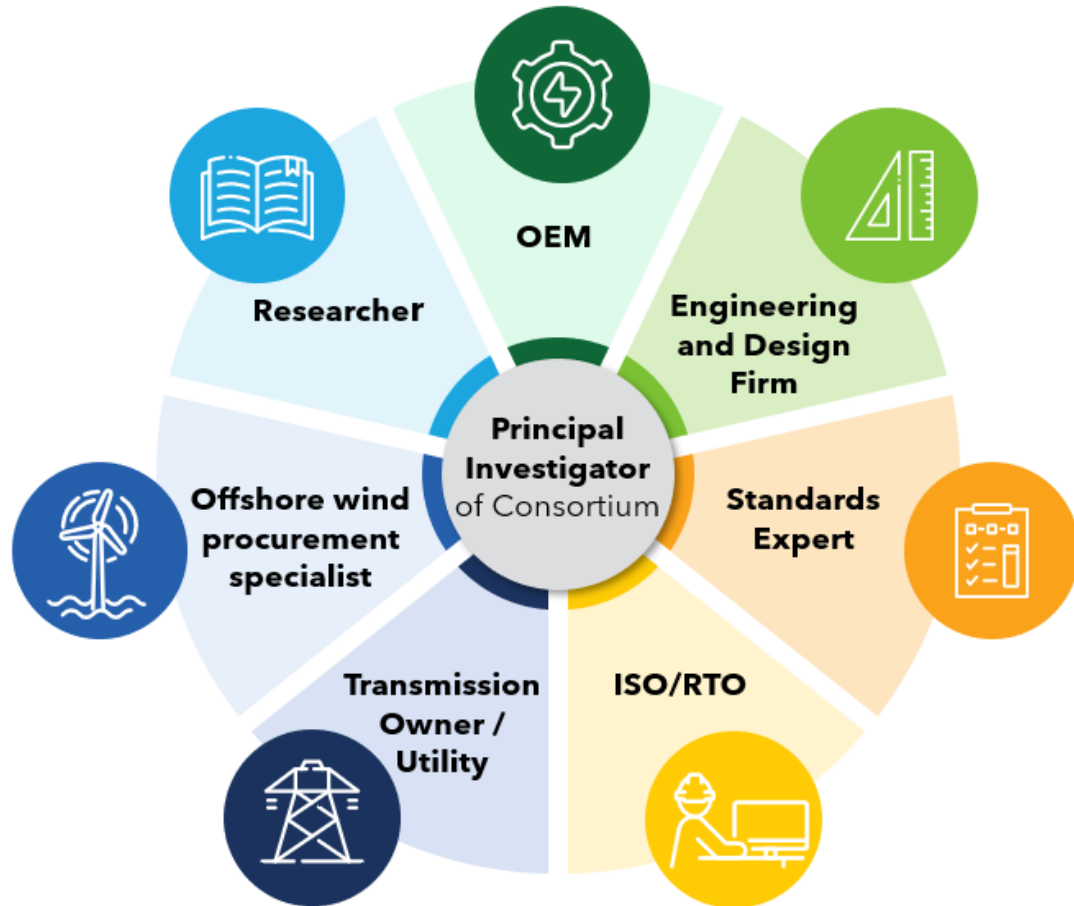 OEM
Engineering
and Design
Firm
Standards
Expert
ISO/RTO
Transmission
Owner /
Utility
Offshore wind
procurement
specialist
Researcher
Principal
Investigator
of Consortium